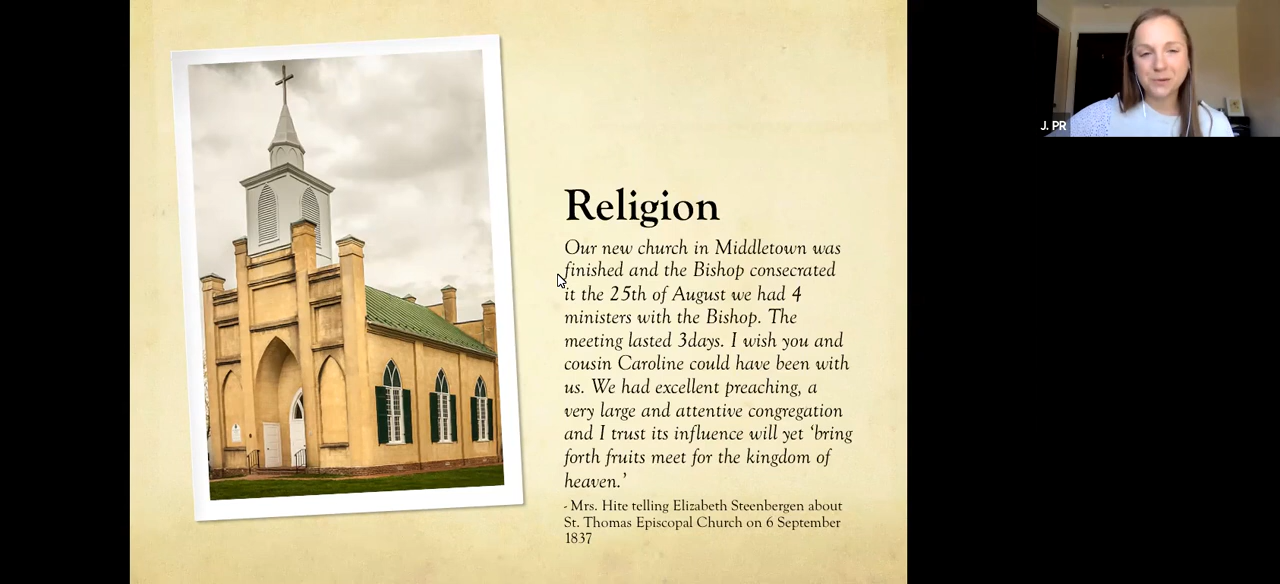 Religion
Our new church in Middletown was
finished and the Bishop consecrated
it the 25th of August we had 4
ministers with the Bishop. The
meeting lasted 3days. I wish you and
cousin Caroline could have been with
us. We had excellent preaching, a
very large and attentive congregation
and I trust its influence will yet ‘bring
forth fruits meet for the kingdom of
heaven.’
- Mrs. Hite telling Elizabeth Steenbergen about
St. Thomas Episcopal Church on 6 September
1837
J. PR